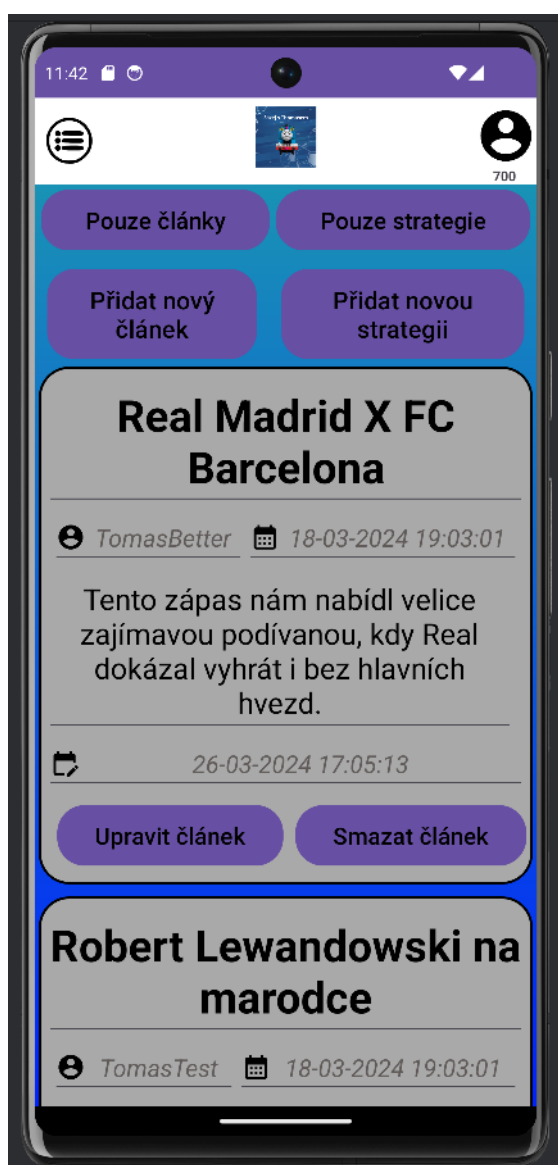 11:42
700
Pouze články Pouze strategie
Přidat nový Přidat novou
článek strategii
Real Madrid X FC
Barcelona
TomasBetter 18-03-2024 19:03:01
Tento zápas nám nabídl velice
zajímavou podívanou, kdy Real
dokázal vyhrát i bez hlavních
hvezd.
26-03-2024 17:05:13
Upravit článek Smazat článek
Robert Lewandowski na
marodce
TomasTest 18-03-2024 19:03:01